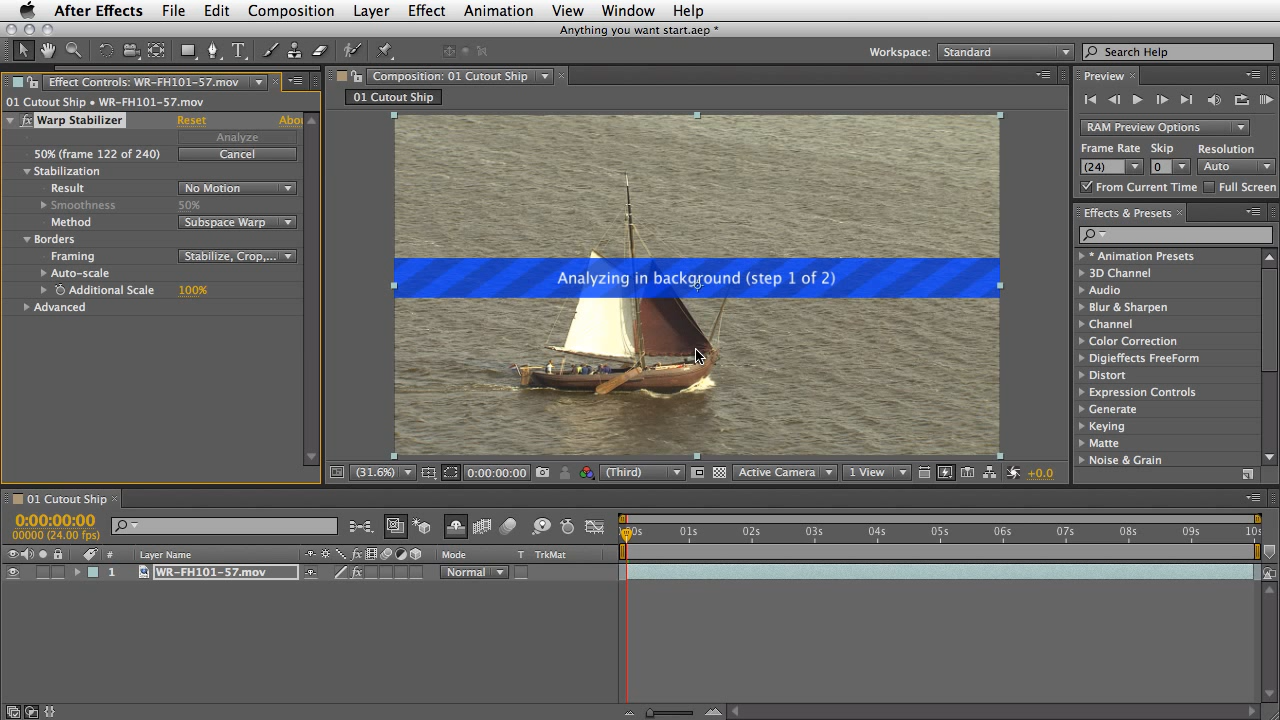 After Effects File Edit Composition Layer Effect Animation View Window Help
Anything you want start.aep *
Workspace: Standard Search Help
Effect Controls: WR-FH101-57.mov
01 Cutout Ship • WR-FH101-57.mov
fx Warp Stabilizer Reset Abou
Analyze
50% (frame 122 of 240) Cancel
Stabilization
Result No Motion
Smoothness 50%
Method Subspace Warp
Borders
Framing Stabilize, Crop,...
Auto-scale
Additional Scale 100%
Advanced
Composition: 01 Cutout Ship
01 Cutout Ship
Analyzing in background (step 1 of 2)
(31.6%) 0:00:00:00 (Third) Active Camera 1 View +0.0
Preview
RAM Preview Options
Frame Rate Skip Resolution
(24) 0 Auto
From Current Time Full Screen
Effects & Presets
* Animation Presets
3D Channel
Audio
Blur & Sharpen
Channel
Color Correction
Digieffects FreeForm
Distort
Expression Controls
Generate
Keying
Matte
Noise & Grain
01 Cutout Ship
0:00:00:00
00000 (24.00 fps)
00s 01s 02s 03s 04s 05s 06s 07s 08s 09s 10s
# Layer Name fx Mode T TrkMat
1 WR-FH101-57.mov fx Normal